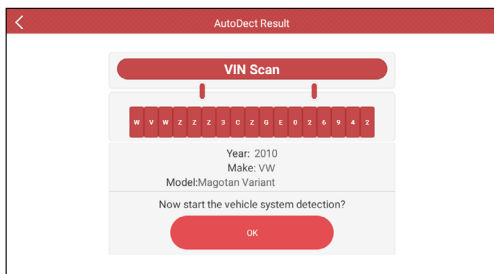 AutoDect Result
VIN Scan
W V W Z Z Z 3 C Z G E 0 2 6 9 4 2
Year: 2010
Make: VW
Model:Magotan Variant
Now start the vehicle system detection?
OK